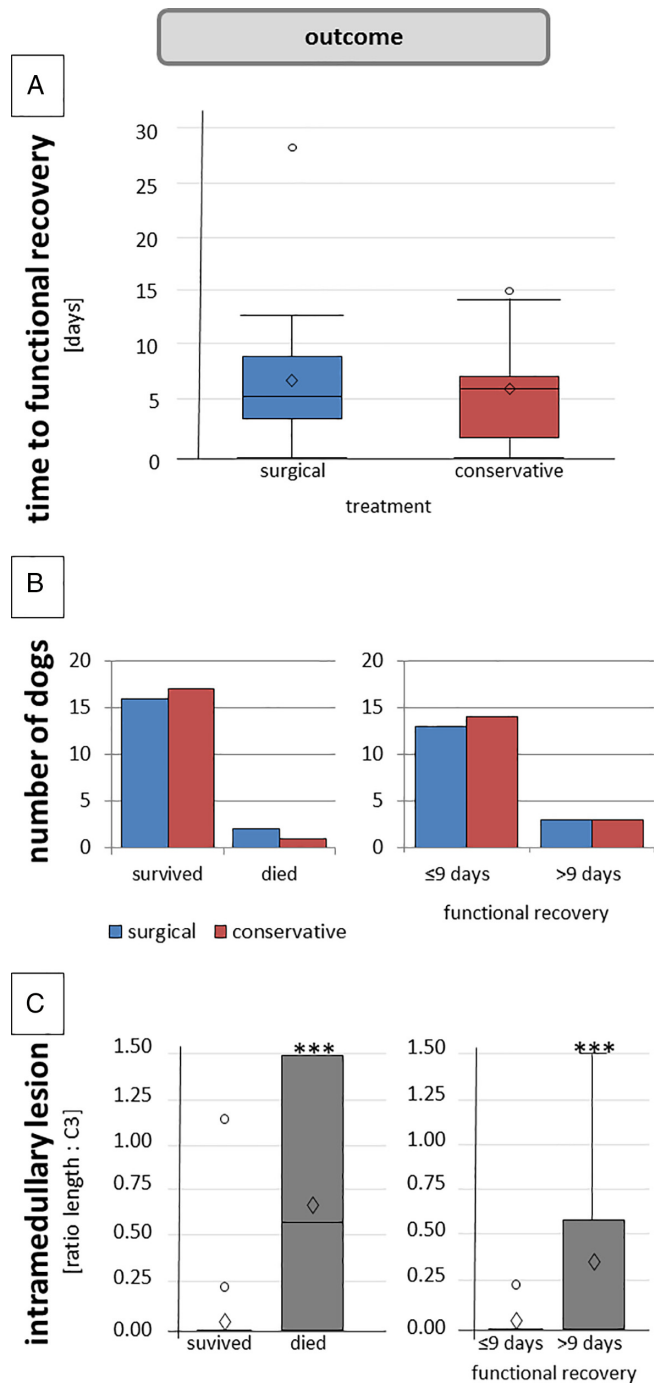 outcome
A
time to functional recovery
[days]
30
25
20
15
10
5
0
surgical conservative
treatment
B
number of dogs
20
15
10
5
0
survived died
20
15
10
5
0
≤9 days >9 days
functional recovery
surgical conservative
C
intramedullary lesion
[ratio length : C3]
1.50
1.25
1.00
0.75
0.50
0.25
0.00
***
suvived died
1.50
1.25
1.00
0.75
0.50
0.25
0.00
***
≤9 days >9 days
functional recovery